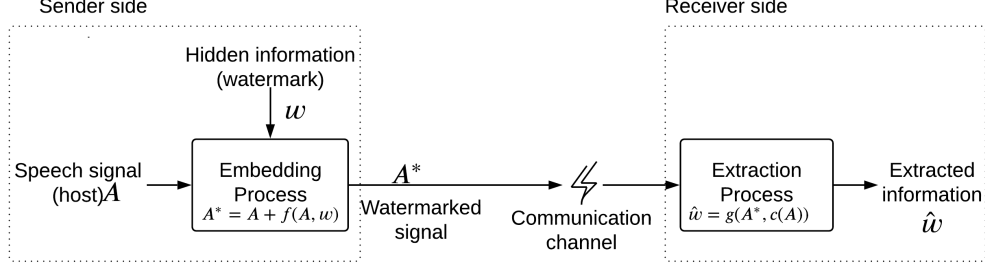 Sender side
Receiver side
Hidden information
(watermark)
w
Speech signal
(host)A
Embedding
Process
A* = A + f(A, w)
A*
Watermarked
signal
Communication
channel
Extraction
Process
ŵ = g(A*, c(A))
Extracted
information
ŵ